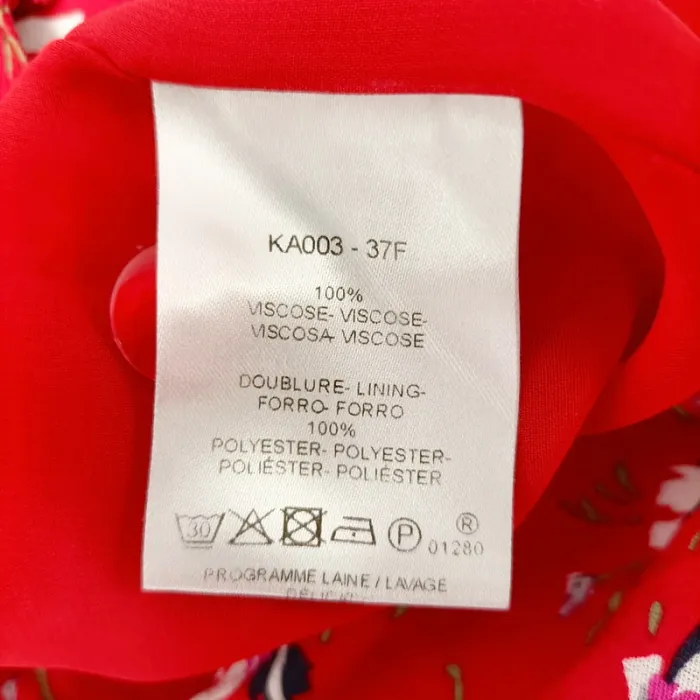 KA003 - 37F
100%
VISCOSE- VISCOSE-
VISCOSA- VISCOSE
DOUBLURE- LINING-
FORRO- FORRO
100%
POLYESTER- POLYESTER-
POLIÉSTER- POLIÉSTER
30 P ®
01280
PROGRAMME LAINE / LAVAGE